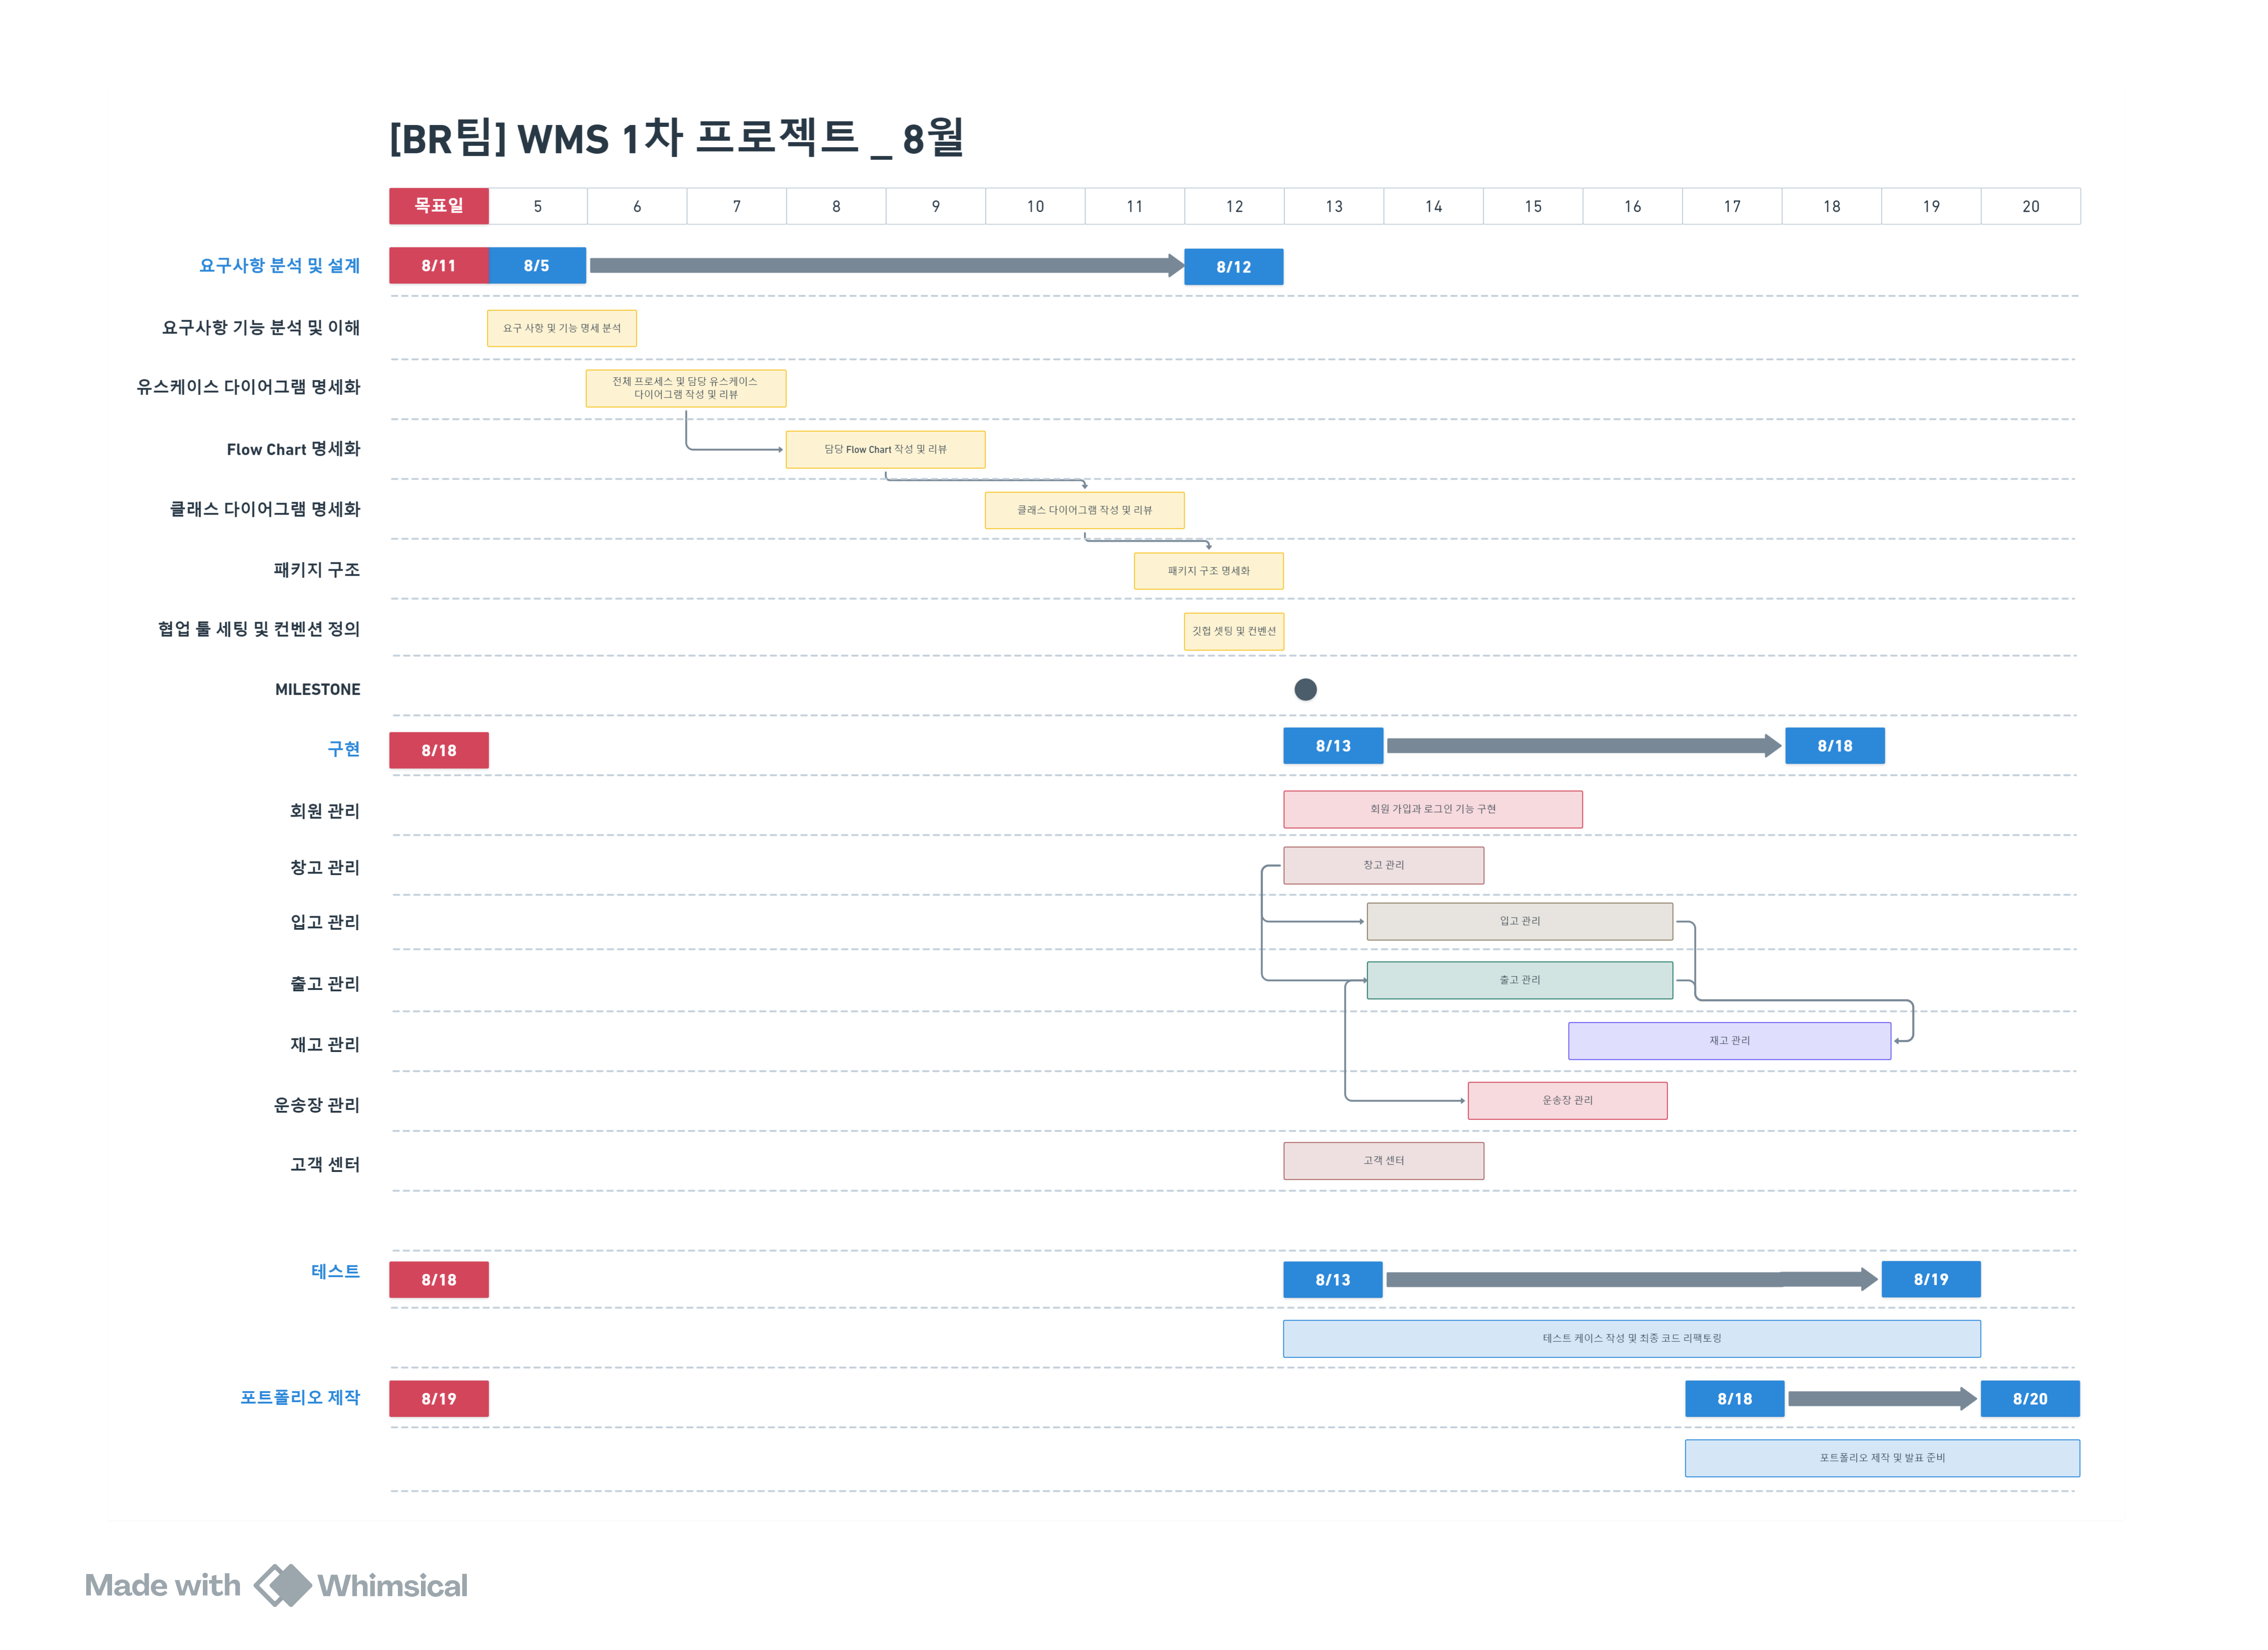 [BR팀] WMS 1차 프로젝트 _ 8월
목표일 5 6 7 8 9 10 11 12 13 14 15 16 17 18 19 20
요구사항 분석 및 설계 8/11 8/5 8/12
요구사항 기능 분석 및 이해 요구 사항 및 기능 명세 분석
유스케이스 다이어그램 명세화 전체 프로세스 및 담당 유스케이스
다이어그램 작성 및 리뷰
Flow Chart 명세화 담당 Flow Chart 작성 및 리뷰
클래스 다이어그램 명세화 클래스 다이어그램 작성 및 리뷰
패키지 구조 패키지 구조 명세화
협업 툴 세팅 및 컨벤션 정의 깃헙 셋팅 및 컨벤션
MILESTONE
구현 8/18 8/13 8/18
회원 관리 회원 가입과 로그인 기능 구현
창고 관리 창고 관리
입고 관리 입고 관리
출고 관리 출고 관리
재고 관리 재고 관리
운송장 관리 운송장 관리
고객 센터 고객 센터
테스트 8/18 8/13 8/19
테스트 케이스 작성 및 최종 코드 리팩토링
포트폴리오 제작 8/19 8/18 8/20
포트폴리오 제작 및 발표 준비
Made with Whimsical